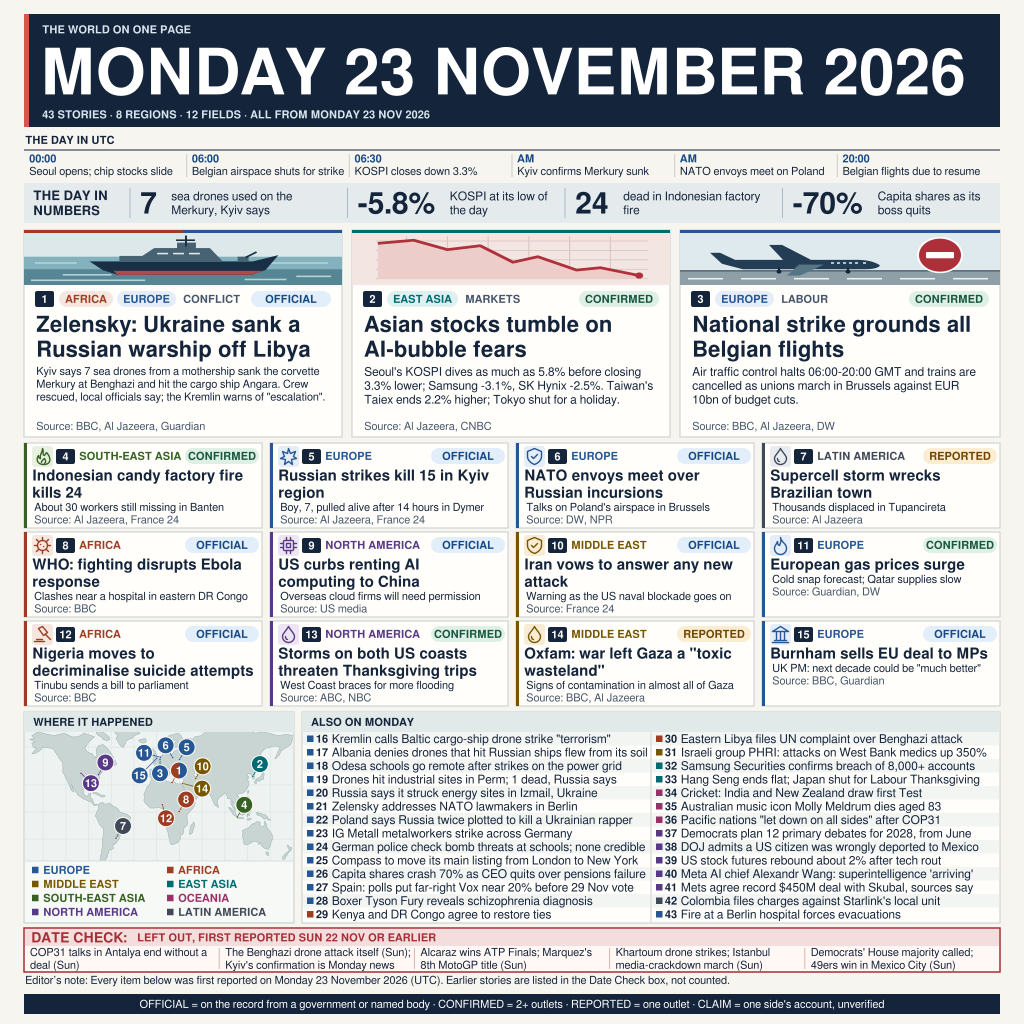 THE WORLD ON ONE PAGE
MONDAY 23 NOVEMBER 2026
43 STORIES · 8 REGIONS · 12 FIELDS · ALL FROM MONDAY 23 NOV 2026
THE DAY IN UTC
00:00
Seoul opens; chip stocks slide
06:00
Belgian airspace shuts for strike
06:30
KOSPI closes down 3.3%
AM
Kyiv confirms Merkury sunk
AM
NATO envoys meet on Poland
20:00
Belgian flights due to resume
THE DAY IN
NUMBERS
7
sea drones used on the
Merkury, Kyiv says
-5.8%
KOSPI at its low of
the day
24
dead in Indonesian factory
fire
-70%
Capita shares as its
boss quits
1 AFRICA EUROPE CONFLICT OFFICIAL
Zelensky: Ukraine sank a
Russian warship off Libya
Kyiv says 7 sea drones from a mothership sank the corvette
Merkury at Benghazi and hit the cargo ship Angara. Crew
rescued, local officials say; the Kremlin warns of "escalation".
Source: BBC, Al Jazeera, Guardian
2 EAST ASIA MARKETS CONFIRMED
Asian stocks tumble on
AI-bubble fears
Seoul's KOSPI dives as much as 5.8% before closing
3.3% lower; Samsung -3.1%, SK Hynix -2.5%. Taiwan's
Taiex ends 2.2% higher; Tokyo shut for a holiday.
Source: Al Jazeera, CNBC
3 EUROPE LABOUR CONFIRMED
National strike grounds all
Belgian flights
Air traffic control halts 06:00-20:00 GMT and trains are
cancelled as unions march in Brussels against EUR
10bn of budget cuts.
Source: BBC, Al Jazeera, DW
4 SOUTH-EAST ASIA CONFIRMED
Indonesian candy factory fire
kills 24
About 30 workers still missing in Banten
Source: Al Jazeera, France 24
5 EUROPE OFFICIAL
Russian strikes kill 15 in Kyiv
region
Boy, 7, pulled alive after 14 hours in Dymer
Source: Al Jazeera, France 24
6 EUROPE OFFICIAL
NATO envoys meet over
Russian incursions
Talks on Poland's airspace in Brussels
Source: DW, NPR
7 LATIN AMERICA REPORTED
Supercell storm wrecks
Brazilian town
Thousands displaced in Tupancireta
Source: Al Jazeera
8 AFRICA OFFICIAL
WHO: fighting disrupts Ebola
response
Clashes near a hospital in eastern DR Congo
Source: BBC
9 NORTH AMERICA OFFICIAL
US curbs renting AI
computing to China
Overseas cloud firms will need permission
Source: US media
10 MIDDLE EAST OFFICIAL
Iran vows to answer any new
attack
Warning as the US naval blockade goes on
Source: France 24
11 EUROPE CONFIRMED
European gas prices surge
Cold snap forecast; Qatar supplies slow
Source: Guardian, DW
12 AFRICA OFFICIAL
Nigeria moves to
decriminalise suicide attempts
Tinubu sends a bill to parliament
Source: BBC
13 NORTH AMERICA CONFIRMED
Storms on both US coasts
threaten Thanksgiving trips
West Coast braces for more flooding
Source: ABC, NBC
14 MIDDLE EAST REPORTED
Oxfam: war left Gaza a "toxic
wasteland"
Signs of contamination in almost all of Gaza
Source: BBC, Al Jazeera
15 EUROPE OFFICIAL
Burnham sells EU deal to MPs
UK PM: next decade could be "much better"
Source: BBC, Guardian
WHERE IT HAPPENED
11 6 5 9 10 2 15 3 1 13 14 8 4 12 7
EUROPE AFRICA
MIDDLE EAST EAST ASIA
SOUTH-EAST ASIA OCEANIA
NORTH AMERICA LATIN AMERICA
ALSO ON MONDAY
16 Kremlin calls Baltic cargo-ship drone strike "terrorism"
17 Albania denies drones that hit Russian ships flew from its soil
18 Odesa schools go remote after strikes on the power grid
19 Drones hit industrial sites in Perm; 1 dead, Russia says
20 Russia says it struck energy sites in Izmail, Ukraine
21 Zelensky addresses NATO lawmakers in Berlin
22 Poland says Russia twice plotted to kill a Ukrainian rapper
23 IG Metall metalworkers strike across Germany
24 German police check bomb threats at schools; none credible
25 Compass to move its main listing from London to New York
26 Capita shares crash 70% as CEO quits over pensions failure
27 Spain: polls put far-right Vox near 20% before 29 Nov vote
28 Boxer Tyson Fury reveals schizophrenia diagnosis
29 Kenya and DR Congo agree to restore ties
30 Eastern Libya files UN complaint over Benghazi attack
31 Israeli group PHRI: attacks on West Bank medics up 350%
32 Samsung Securities confirms breach of 8,000+ accounts
33 Hang Seng ends flat; Japan shut for Labour Thanksgiving
34 Cricket: India and New Zealand draw first Test
35 Australian music icon Molly Meldrum dies aged 83
36 Pacific nations "let down on all sides" after COP31
37 Democrats plan 12 primary debates for 2028, from June
38 DOJ admits a US citizen was wrongly deported to Mexico
39 US stock futures rebound about 2% after tech rout
40 Meta AI chief Alexandr Wang: superintelligence 'arriving'
41 Mets agree record $450M deal with Skubal, sources say
42 Colombia files charges against Starlink's local unit
43 Fire at a Berlin hospital forces evacuations
DATE CHECK: LEFT OUT, FIRST REPORTED SUN 22 NOV OR EARLIER
COP31 talks in Antalya end without a
deal (Sun)
The Benghazi drone attack itself (Sun);
Kyiv's confirmation is Monday news
Alcaraz wins ATP Finals; Marquez's
8th MotoGP title (Sun)
Khartoum drone strikes; Istanbul
media-crackdown march (Sun)
Democrats' House majority called;
49ers win in Mexico City (Sun)
Editor's note: Every item below was first reported on Monday 23 November 2026 (UTC). Earlier stories are listed in the Date Check box, not counted.
OFFICIAL = on the record from a government or named body · CONFIRMED = 2+ outlets · REPORTED = one outlet · CLAIM = one side's account, unverified